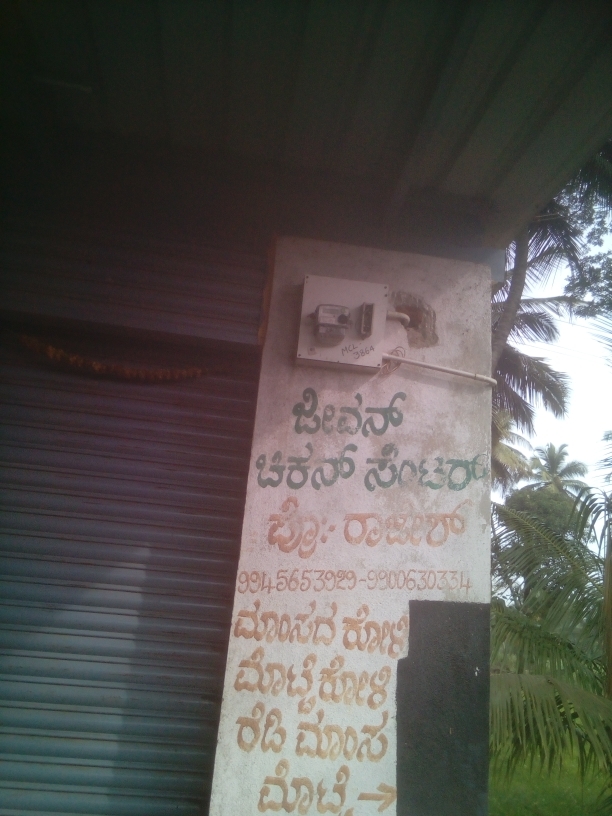 ಜೀವನ್
ಚಿಕನ್ ಸೆಂಟರ್
ಪ್ರೊ:- ರಾಜೇಶ್
9945653929-9900630334
ಮಾಂಸದ ಕೋಳಿ
ಮೊಟ್ಟೆಕೋಳಿ
ರೆಡಿ ಮಾಂಸ
ಮೊಟ್ಟೆ→